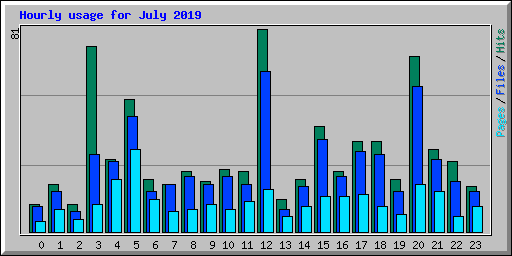 Hourly usage for July 2019
81
Pages/Files/Hits
0 1 2 3 4 5 6 7 8 9 10 11 12 13 14 15 16 17 18 19 20 21 22 23